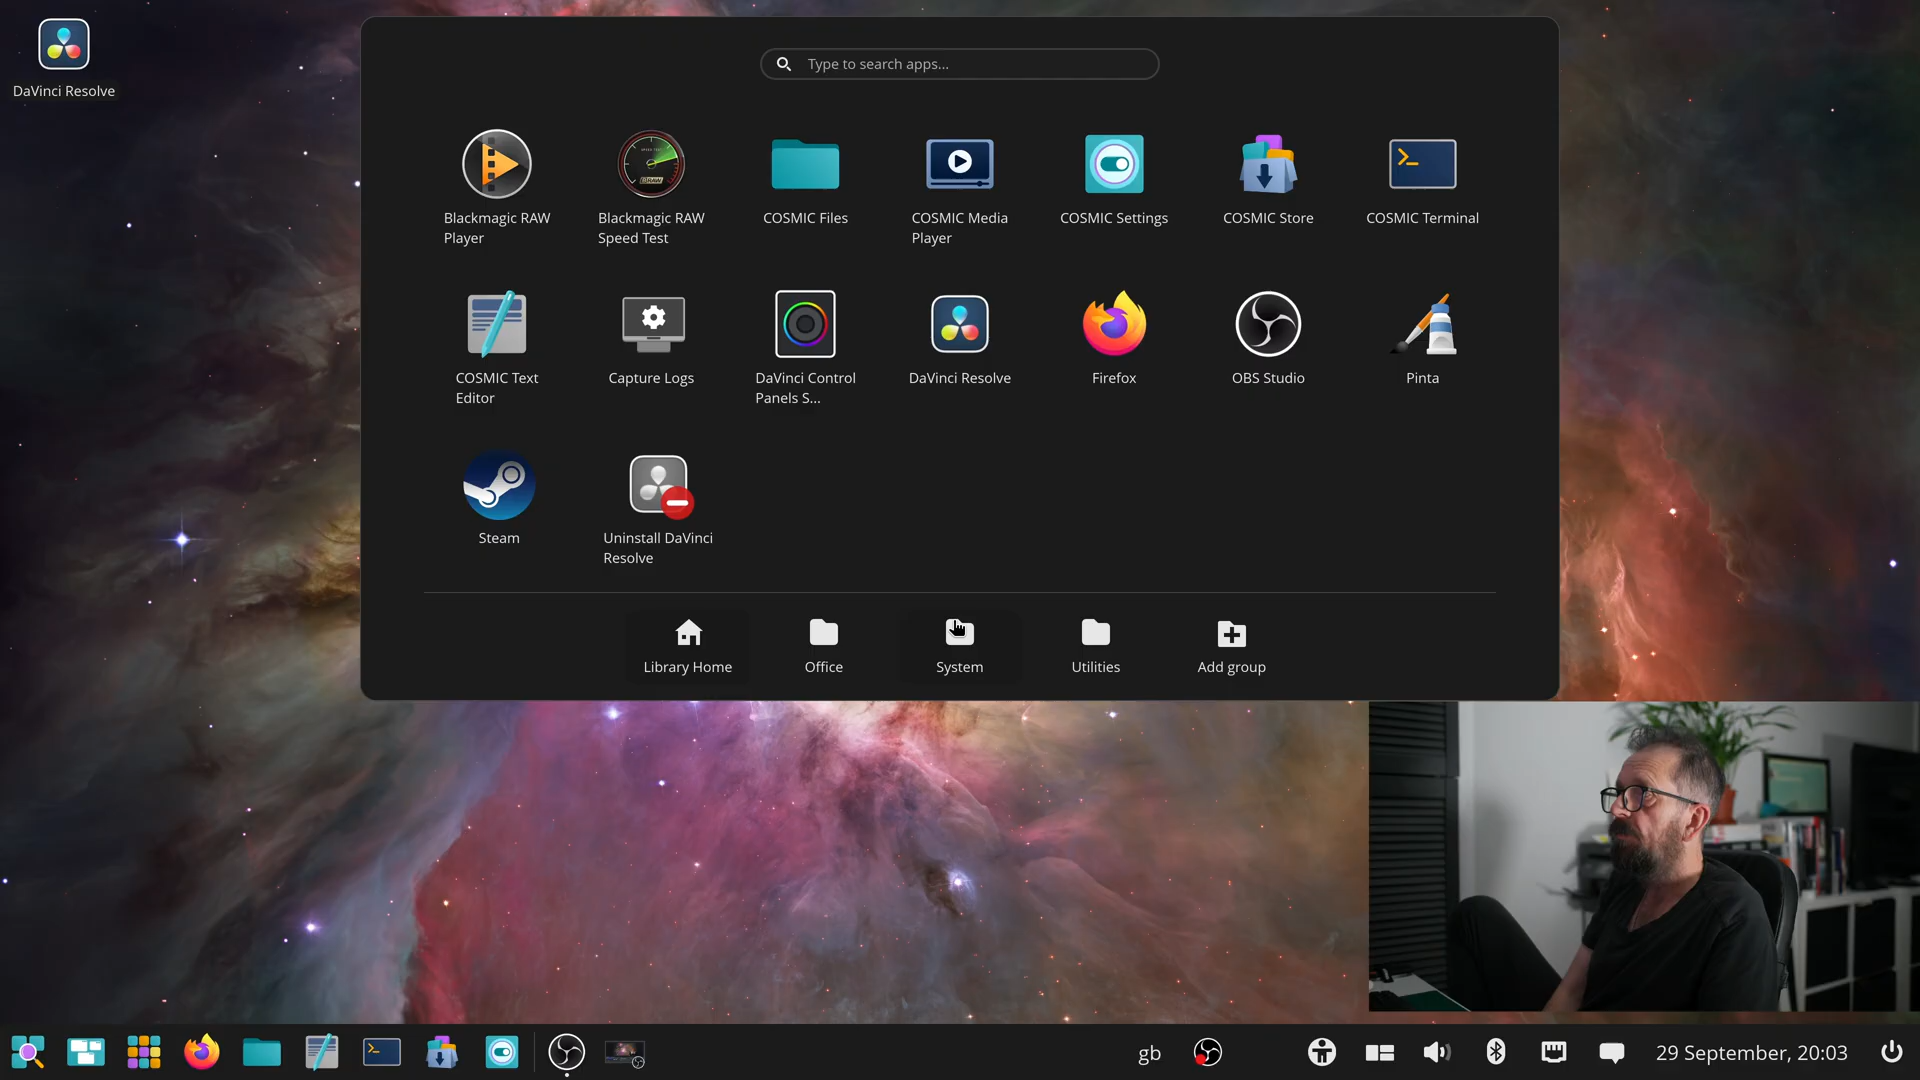 DaVinci Resolve
Type to search apps...
Blackmagic RAW
Player
Blackmagic RAW
Speed Test
COSMIC Files
COSMIC Media
Player
COSMIC Settings
COSMIC Store
COSMIC Terminal
COSMIC Text
Editor
Capture Logs
DaVinci Control
Panels S...
DaVinci Resolve
Firefox
OBS Studio
Pinta
Steam
Uninstall DaVinci
Resolve
Library Home
Office
System
Utilities
Add group
gb
29 September, 20:03